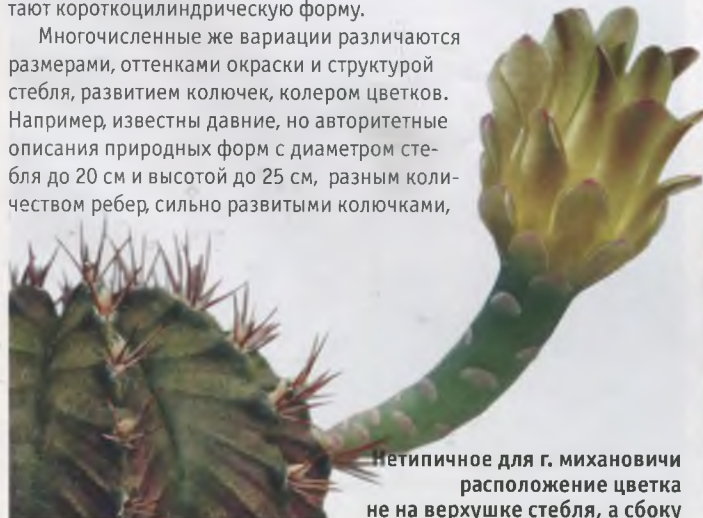 тают короткоцилиндрическую форму.
Многочисленные же вариации различаются
размерами, оттенками окраски и структурой
стебля, развитием колючек, колером цветков.
Например, известны давние, но авторитетные
описания природных форм с диаметром сте-
бля до 20 см и высотой до 25 см, разным коли-
чеством ребер, сильно развитыми колючками,
Нетипичное для г. михановичи
расположение цветка
не на верхушке стебля, а сбоку